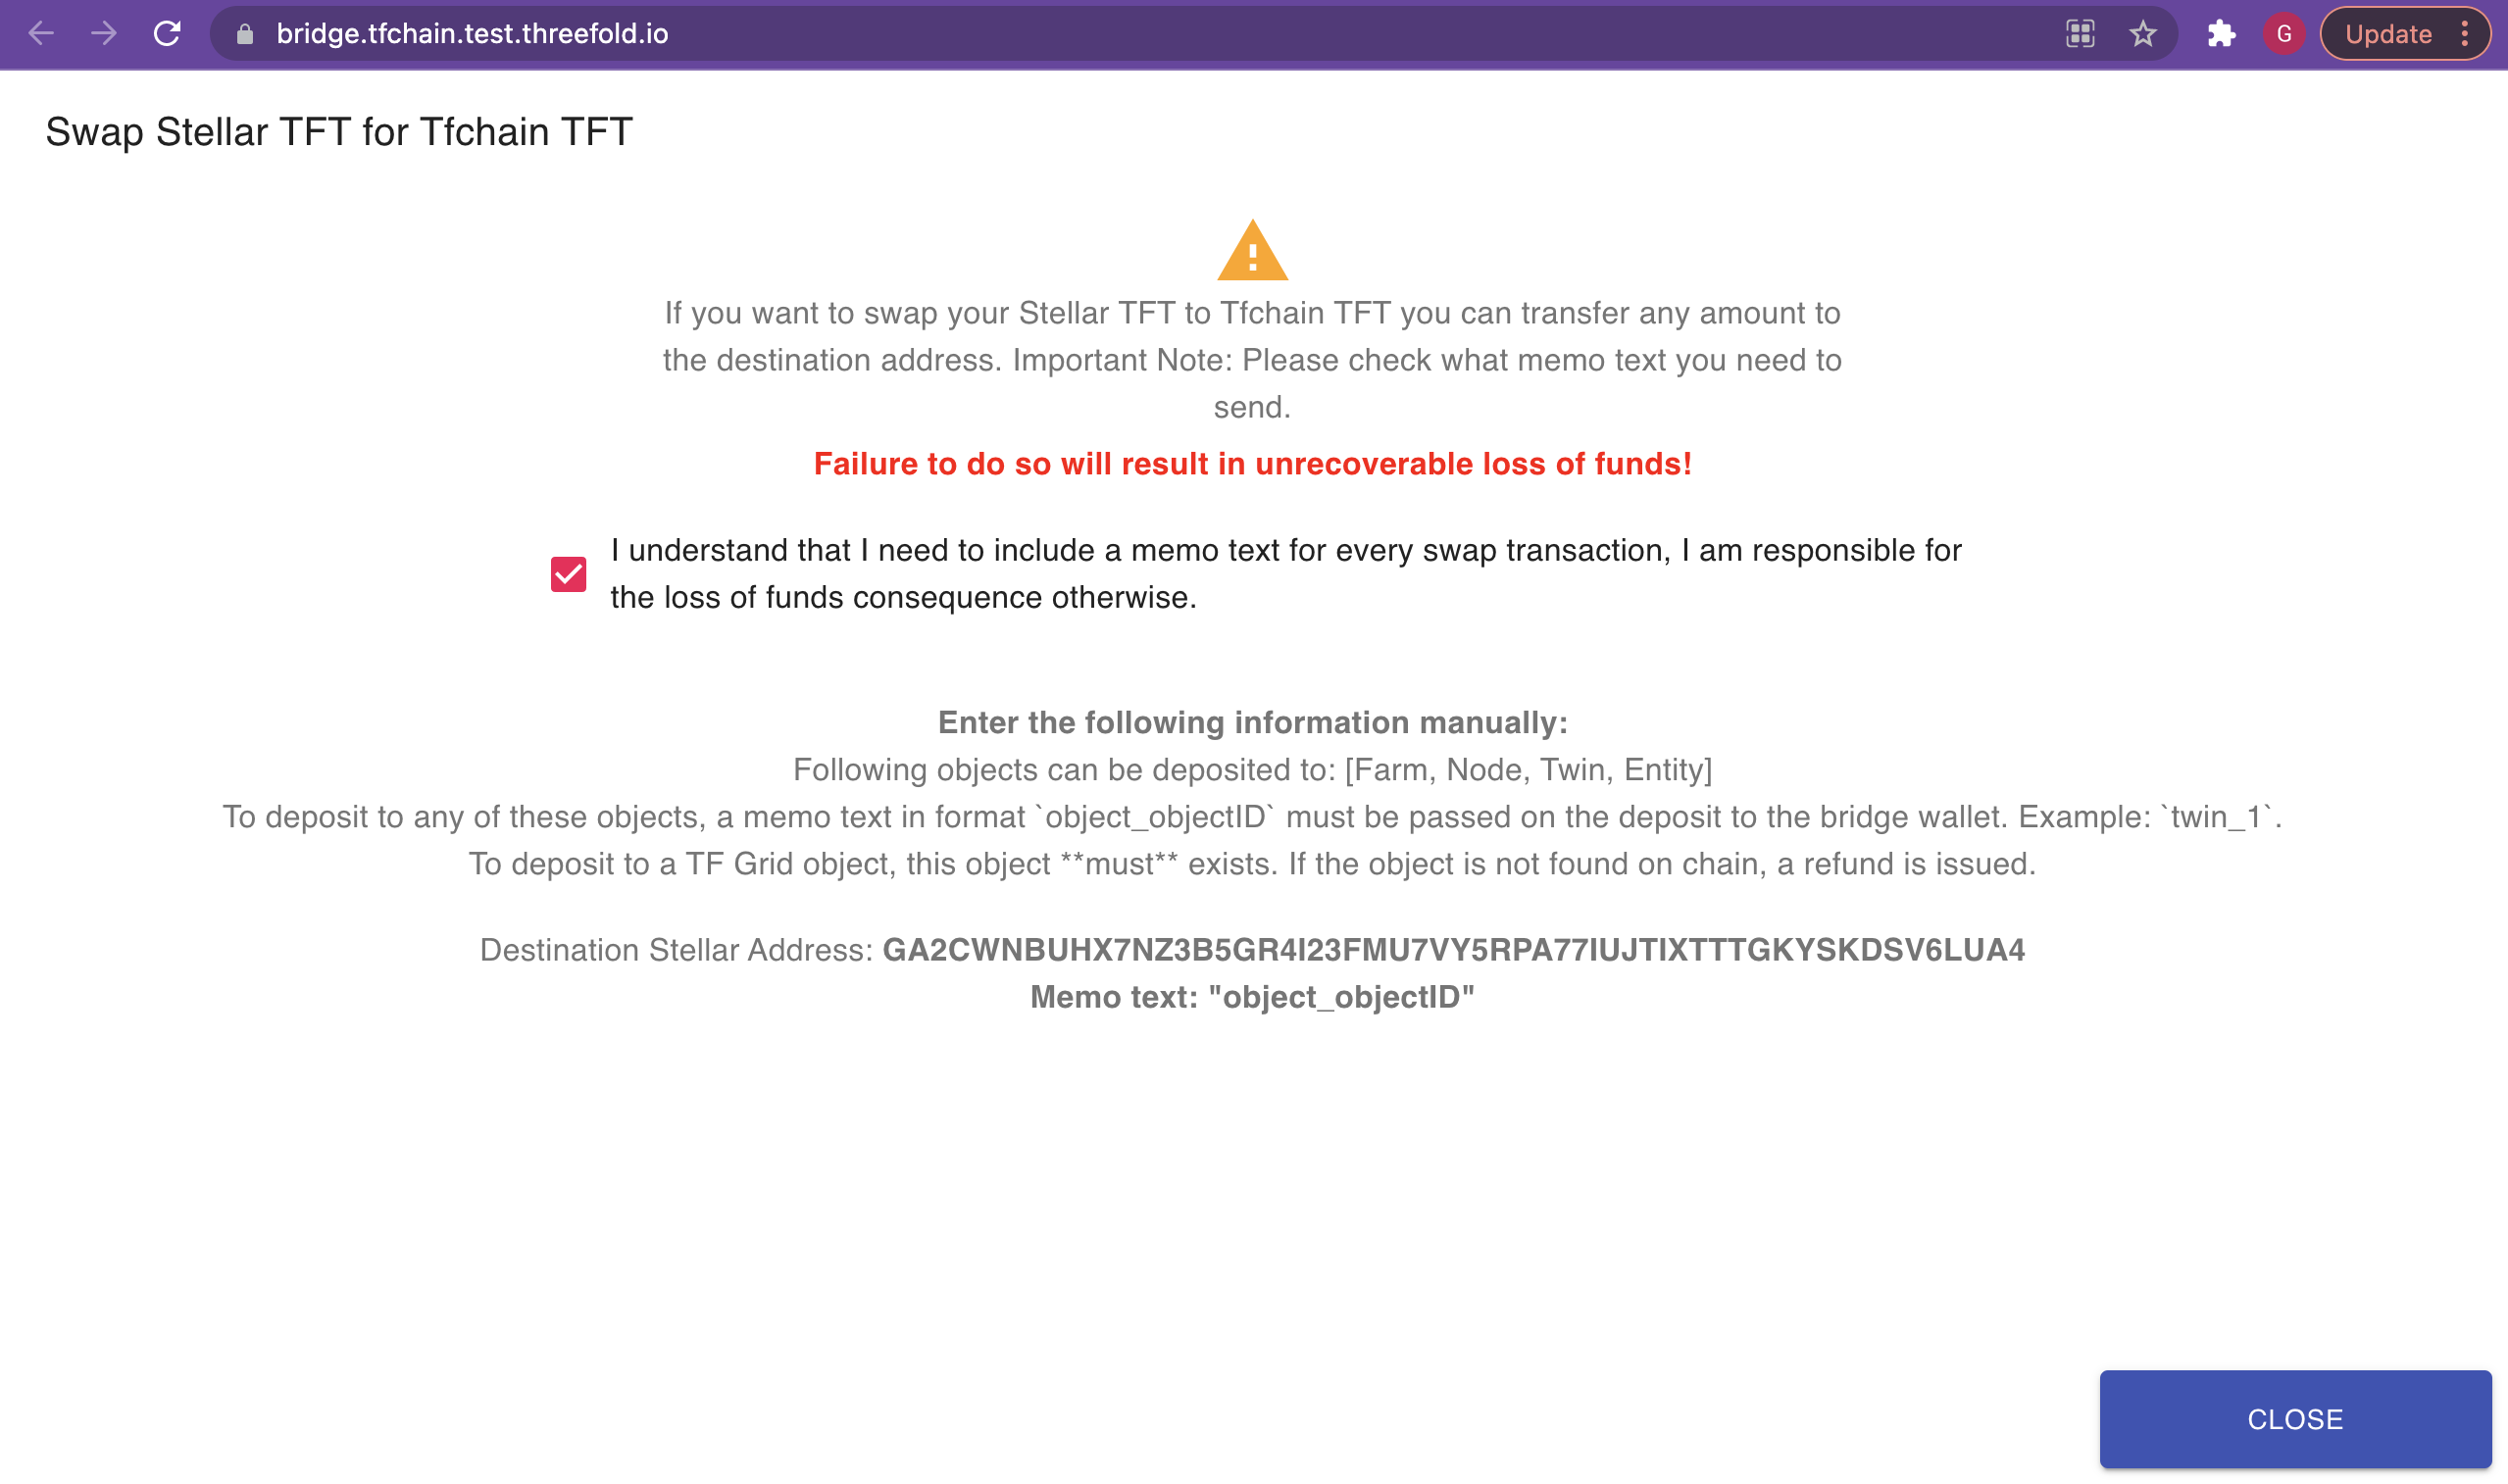 bridge.tfchain.test.threefold.io
G
Update
Swap Stellar TFT for Tfchain TFT
If you want to swap your Stellar TFT to Tfchain TFT you can transfer any amount to
the destination address. Important Note: Please check what memo text you need to
send.
Failure to do so will result in unrecoverable loss of funds!
I understand that I need to include a memo text for every swap transaction, I am responsible for
the loss of funds consequence otherwise.
Enter the following information manually:
Following objects can be deposited to: [Farm, Node, Twin, Entity]
To deposit to any of these objects, a memo text in format `object_objectID` must be passed on the deposit to the bridge wallet. Example: `twin_1`.
To deposit to a TF Grid object, this object **must** exists. If the object is not found on chain, a refund is issued.
Destination Stellar Address: GA2CWNBUHX7NZ3B5GR4I23FMU7VY5RPA77IUJTIXTTTGKYSKDSV6LUA4
Memo text: "object_objectID"
CLOSE